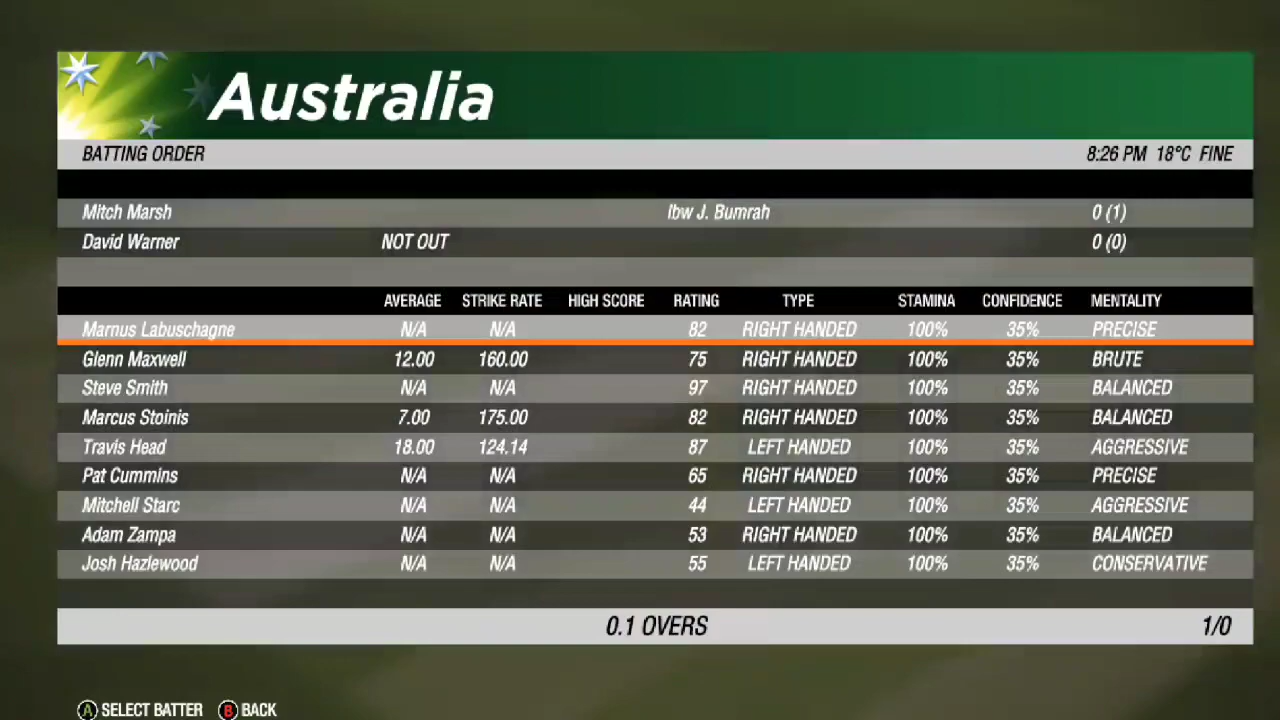 Australia
BATTING ORDER 8:26 PM 18°C FINE
Mitch Marsh lbw J. Bumrah 0 (1)
David Warner NOT OUT 0 (0)
AVERAGE STRIKE RATE HIGH SCORE RATING TYPE STAMINA CONFIDENCE MENTALITY
Marnus Labuschagne N/A N/A 82 RIGHT HANDED 100% 35% PRECISE
Glenn Maxwell 12.00 160.00 75 RIGHT HANDED 100% 35% BRUTE
Steve Smith N/A N/A 97 RIGHT HANDED 100% 35% BALANCED
Marcus Stoinis 7.00 175.00 82 RIGHT HANDED 100% 35% BALANCED
Travis Head 18.00 124.14 87 LEFT HANDED 100% 35% AGGRESSIVE
Pat Cummins N/A N/A 65 RIGHT HANDED 100% 35% PRECISE
Mitchell Starc N/A N/A 44 LEFT HANDED 100% 35% AGGRESSIVE
Adam Zampa N/A N/A 53 RIGHT HANDED 100% 35% BALANCED
Josh Hazlewood N/A N/A 55 LEFT HANDED 100% 35% CONSERVATIVE
0.1 OVERS 1/0
A SELECT BATTER B BACK